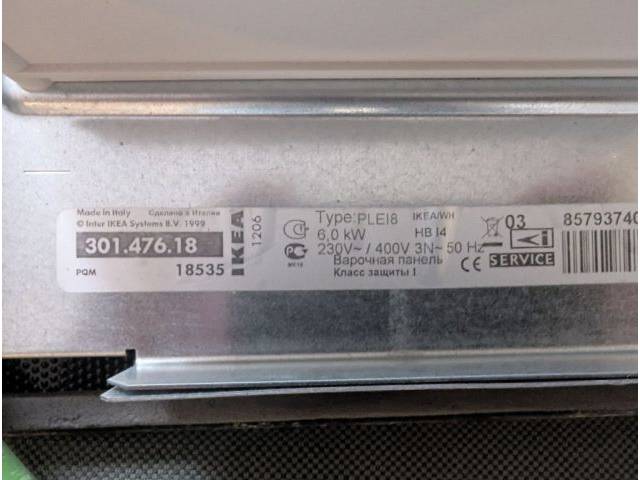 Made in Italy Сделано в Италии
© Inter IKEA Systems B.V. 1999
301.476.18
PQM 18535
IKEA
1206
Type: PLEI8 IKEA/WH
6,0 kW HB I4
230V~ / 400V 3N~ 50 Hz
Варочная панель
Класс защиты I
CE
03
SERVICE
85793740